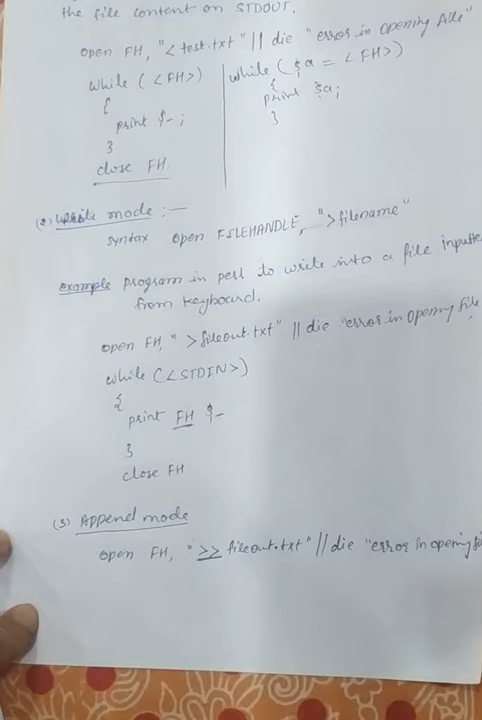 the file content on STDOUT.
open FH, "< test.txt" || die "error in opening file"
while ( <FH>)
{
print $_ ;
}
close FH.
while ( $a = <FH>)
{
print $a;
}
(2) Write mode :—
syntax open FILEHANDLE, ">filename"
Example program in perl to write into a file
from keyboard.
open FH, " >fileout.txt" || die "error in opening file
while (<STDIN>)
{
print FH $_
}
close FH
(3) Append mode
open FH, ">> fileout.txt" || die "error in opening